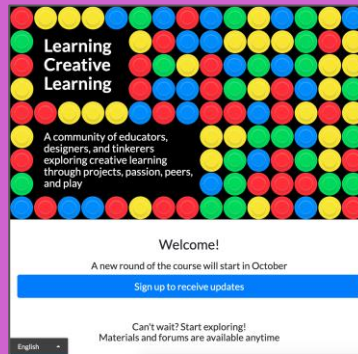 Learning
Creative
Learning
A community of educators,
designers, and tinkerers
exploring creative learning
through projects, passion, peers,
and play
Welcome!
A new round of the course will start in October
Sign up to receive updates
Can't wait? Start exploring!
Materials and forums are available anytime
English